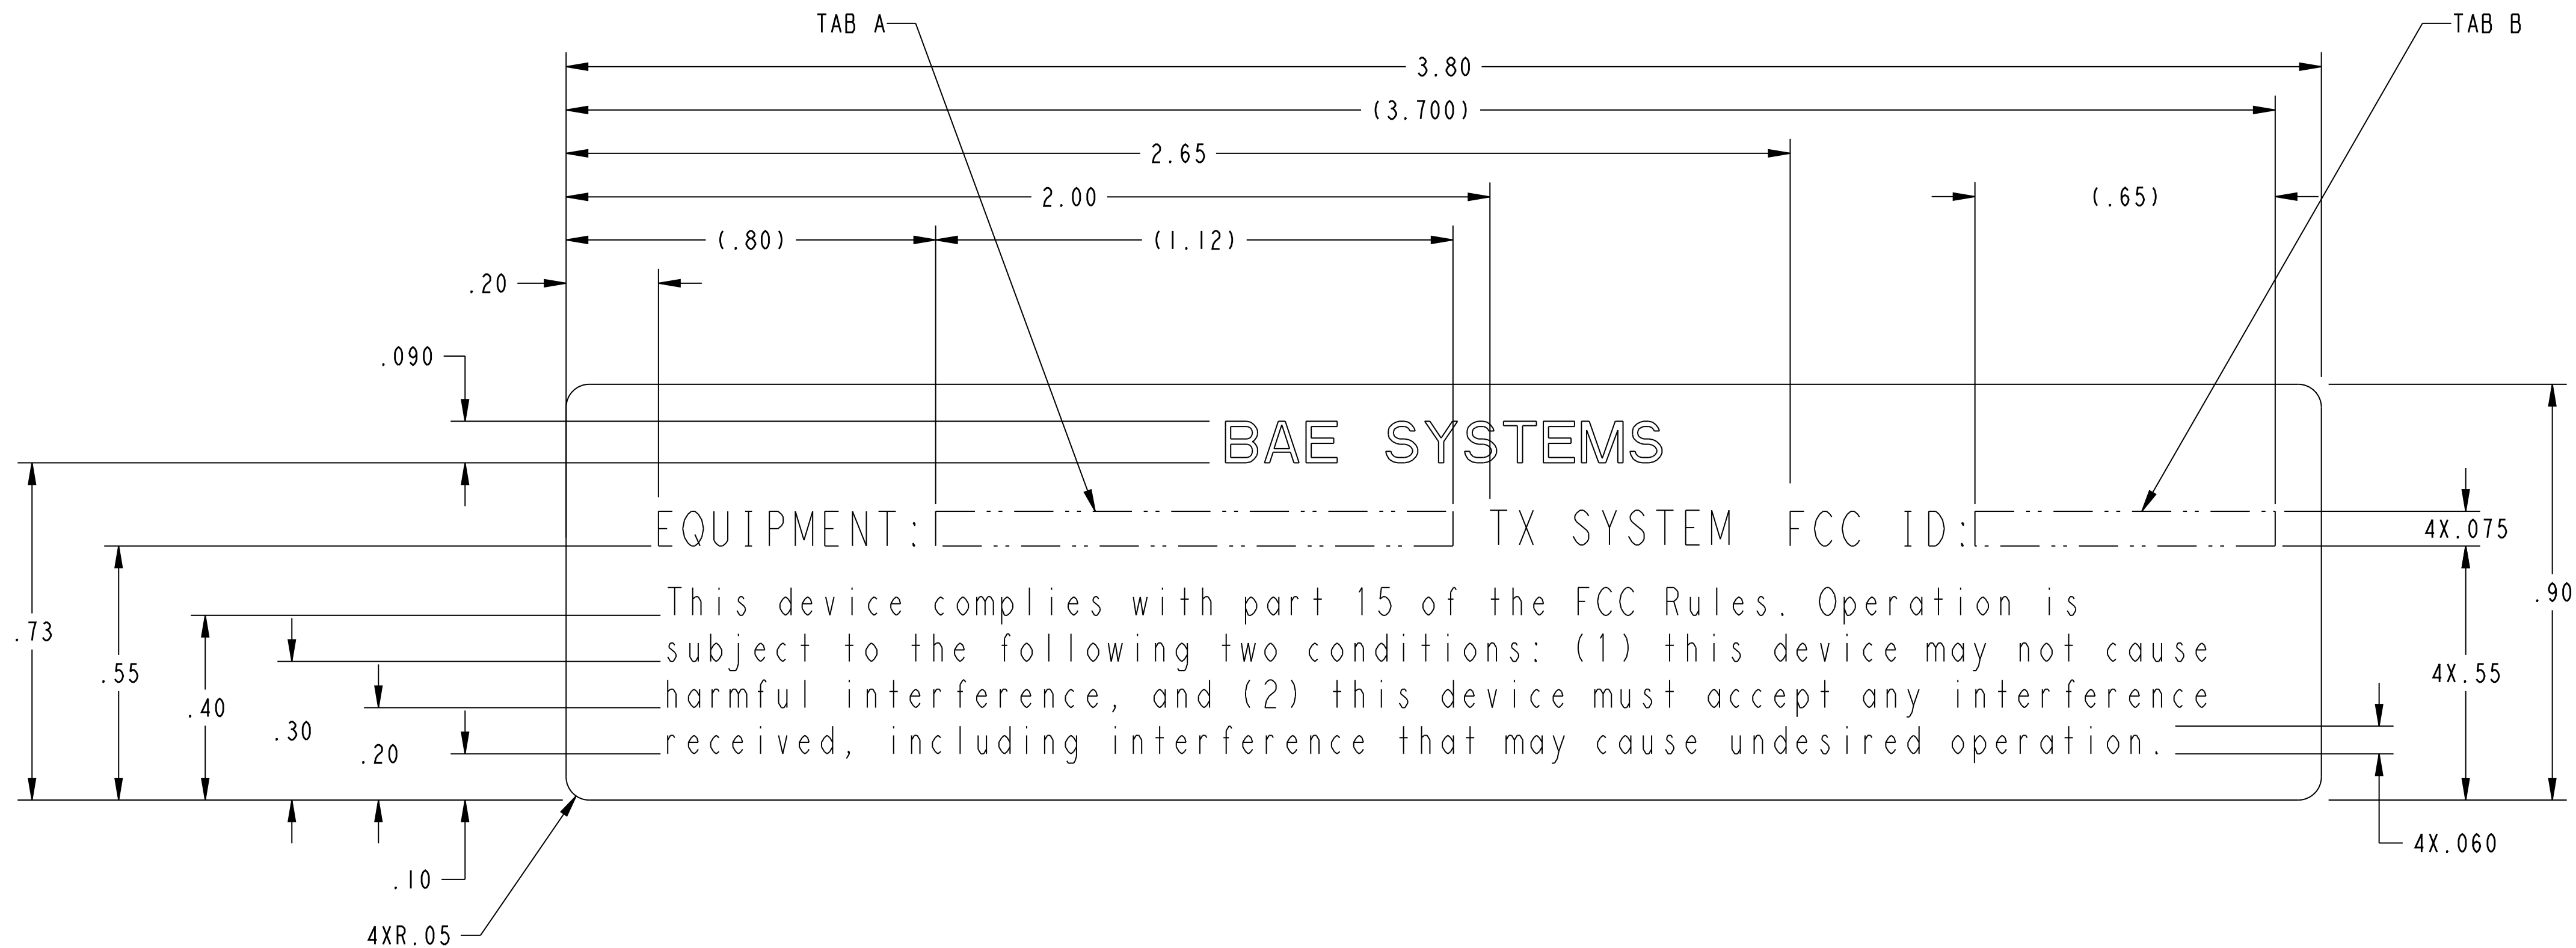 TAB A
TAB B
3.80
(3.700)
2.65
2.00
(.65)
(.80)
(1.12)
.20
.090
BAE SYSTEMS
EQUIPMENT: TX SYSTEM FCC ID:
4X.075
This device complies with part 15 of the FCC Rules. Operation is
subject to the following two conditions: (1) this device may not cause
harmful interference, and (2) this device must accept any interference
received, including interference that may cause undesired operation.
.90
.73
.55
4X.55
.40
.30
.20
4X.060
.10
4XR.05